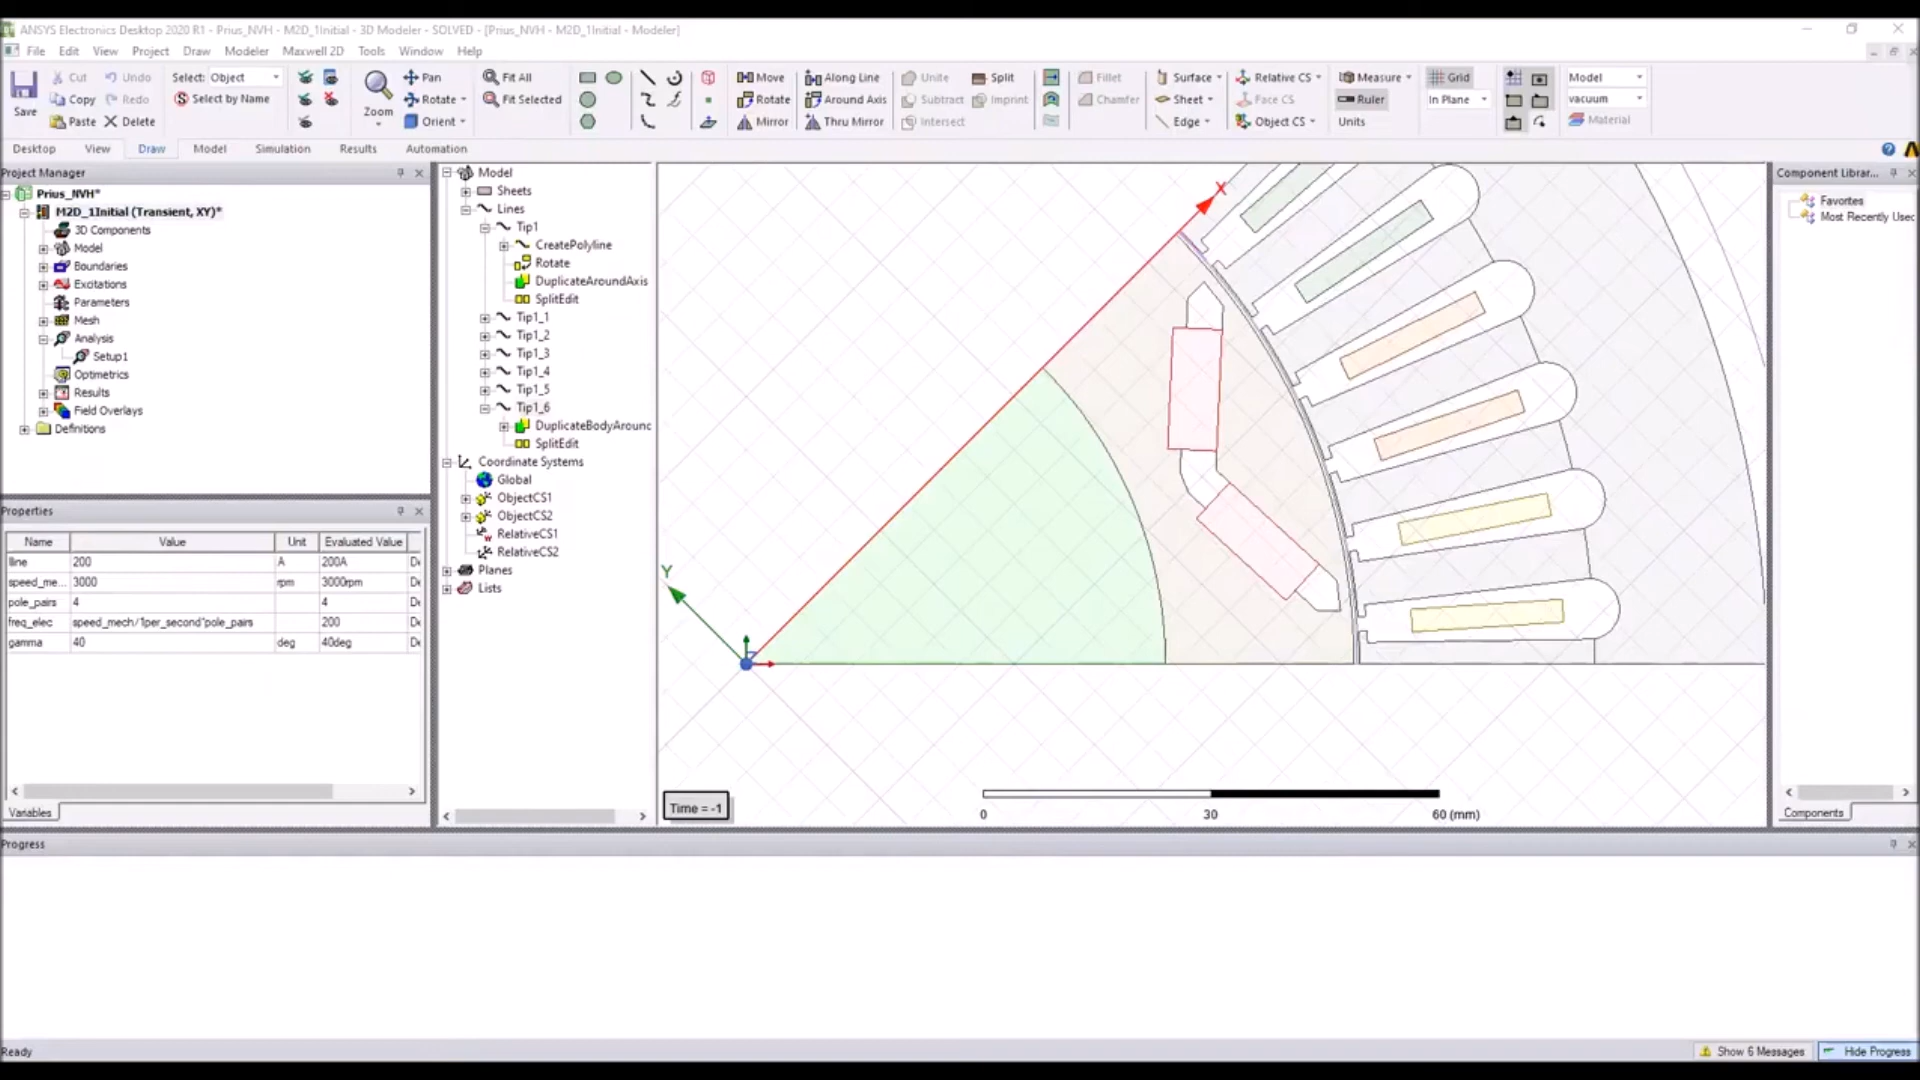 ANSYS Electronics Desktop 2020 R1 - Prius_NVH - M2D_1Initial - 3D Modeler - SOLVED - [Prius_NVH - M2D_1Initial - Modeler]
File Edit View Project Draw Modeler Maxwell 2D Tools Window Help
Save
Cut Undo
Copy Redo
Paste Delete
Select: Object
Select by Name
Zoom
Pan
Rotate
Orient
Fit All
Fit Selected
Move Along Line
Rotate Around Axis
Mirror Thru Mirror
Unite Split
Subtract Imprint
Intersect
Fillet
Chamfer
Surface
Sheet
Edge
Relative CS
Face CS
Object CS
Measure
Ruler
Units
Grid
In Plane
Model
vacuum
Material
Desktop View Draw Model Simulation Results Automation
Project Manager
Prius_NVH*
M2D_1Initial (Transient, XY)*
3D Components
Model
Boundaries
Excitations
Parameters
Mesh
Analysis
Setup1
Optimetrics
Results
Field Overlays
Definitions
Properties
Name Value Unit Evaluated Value
Iline 200 A 200A
speed_me... 3000 rpm 3000rpm
pole_pairs 4 4
freq_elec speed_mech/1per_second*pole_pairs 200
gamma 40 deg 40deg
Variables
Model
Sheets
Lines
Tip1
CreatePolyline
Rotate
DuplicateAroundAxis
SplitEdit
Tip1_1
Tip1_2
Tip1_3
Tip1_4
Tip1_5
Tip1_6
DuplicateBodyAround
SplitEdit
Coordinate Systems
Global
ObjectCS1
ObjectCS2
RelativeCS1
RelativeCS2
Planes
Lists
X
Y
Time = -1
0 30 60 (mm)
Component Librar...
Favorites
Most Recently Usec
Components
Progress
Ready
Show 6 Messages
Hide Progress